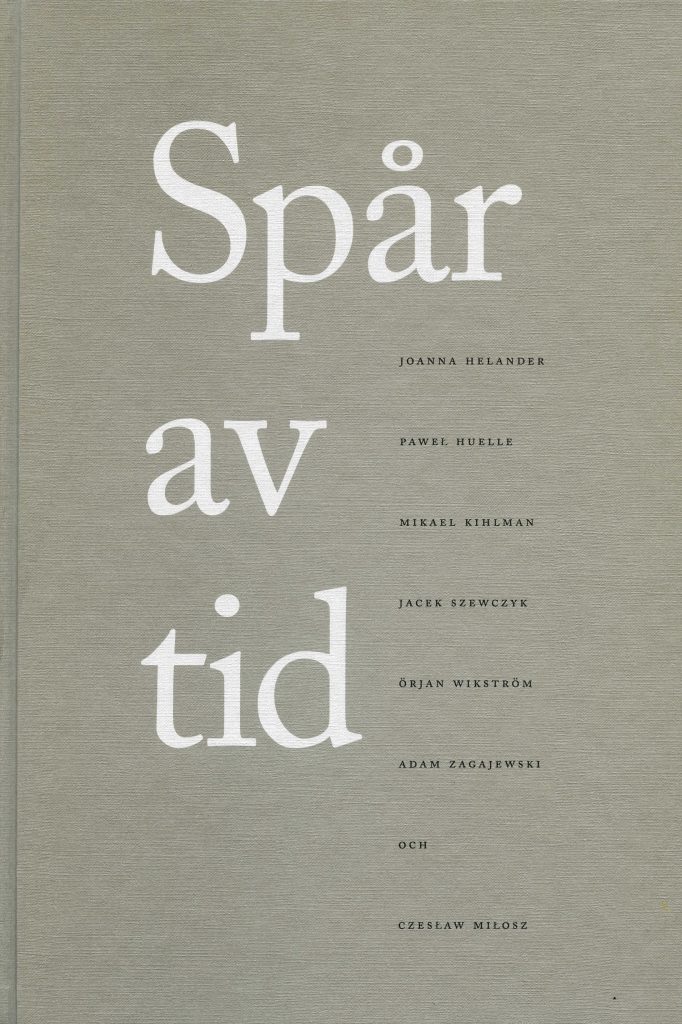 Spår
av
tid
JOANNA HELANDER
PAWEŁ HUELLE
MIKAEL KIHLMAN
JACEK SZEWCZYK
ÖRJAN WIKSTRÖM
ADAM ZAGAJEWSKI
OCH
CZESŁAW MIŁOSZ